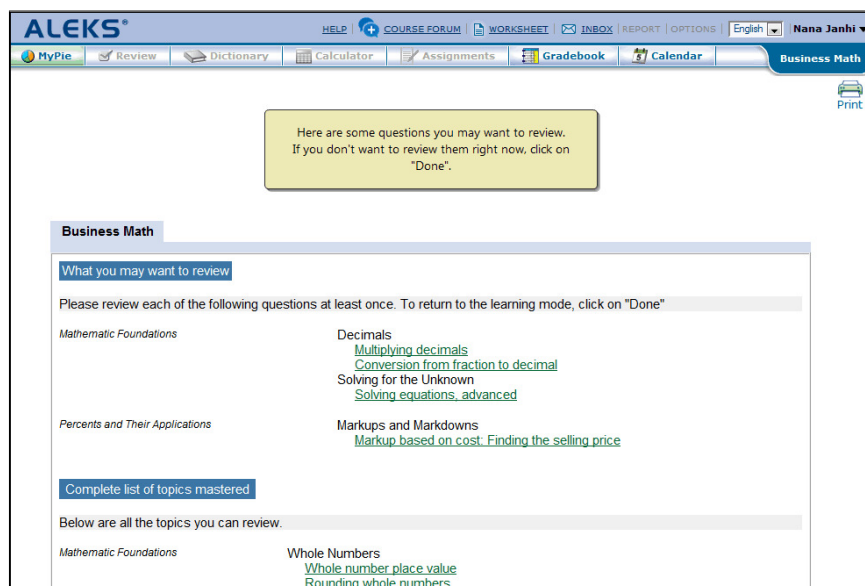 ALEKS®
HELP | COURSE FORUM | WORKSHEET | INBOX | REPORT | OPTIONS | English | Nana Janhi
MyPie Review Dictionary Calculator Assignments Gradebook Calendar Business Math
Print
Here are some questions you may want to review.
If you don't want to review them right now, click on
"Done".
Business Math
What you may want to review
Please review each of the following questions at least once. To return to the learning mode, click on "Done"
Mathematic Foundations Decimals
Multiplying decimals
Conversion from fraction to decimal
Solving for the Unknown
Solving equations, advanced
Percents and Their Applications Markups and Markdowns
Markup based on cost: Finding the selling price
Complete list of topics mastered
Below are all the topics you can review.
Mathematic Foundations Whole Numbers
Whole number place value
Rounding whole numbers